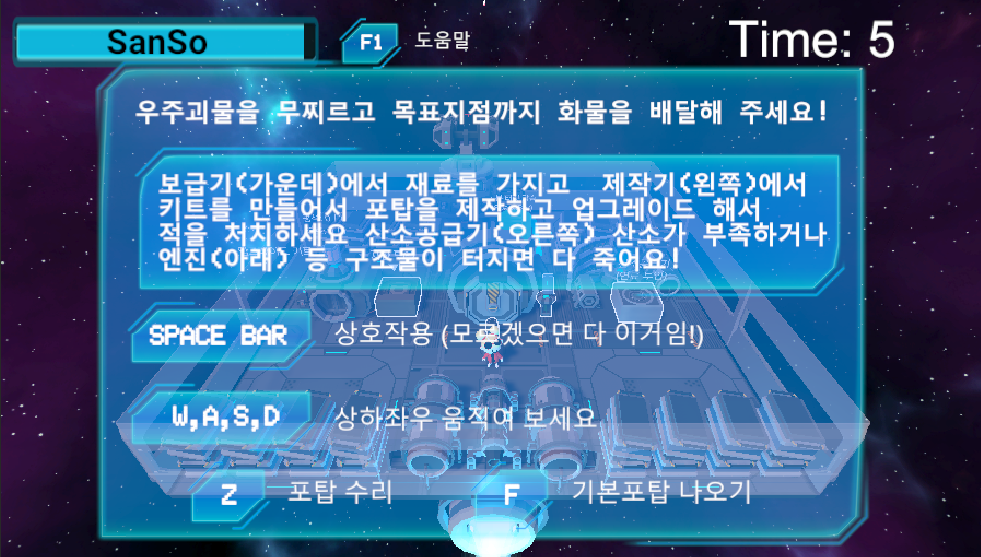 SanSo
F1 도움말
Time: 5
우주괴물을 무찌르고 목표지점까지 화물을 배달해 주세요!
보급기(가운데)에서 재료를 가지고 제작기(왼쪽)에서
키트를 만들어서 포탑을 제작하고 업그레이드 해서
적을 처치하세요 산소공급기(오른쪽) 산소가 부족하거나
엔진(아래) 등 구조물이 터지면 다 죽어요!
SPACE BAR 상호작용 (모르겠으면 다 이거임!)
W,A,S,D 상하좌우 움직여 보세요
Z 포탑 수리 F 기본포탑 나오기